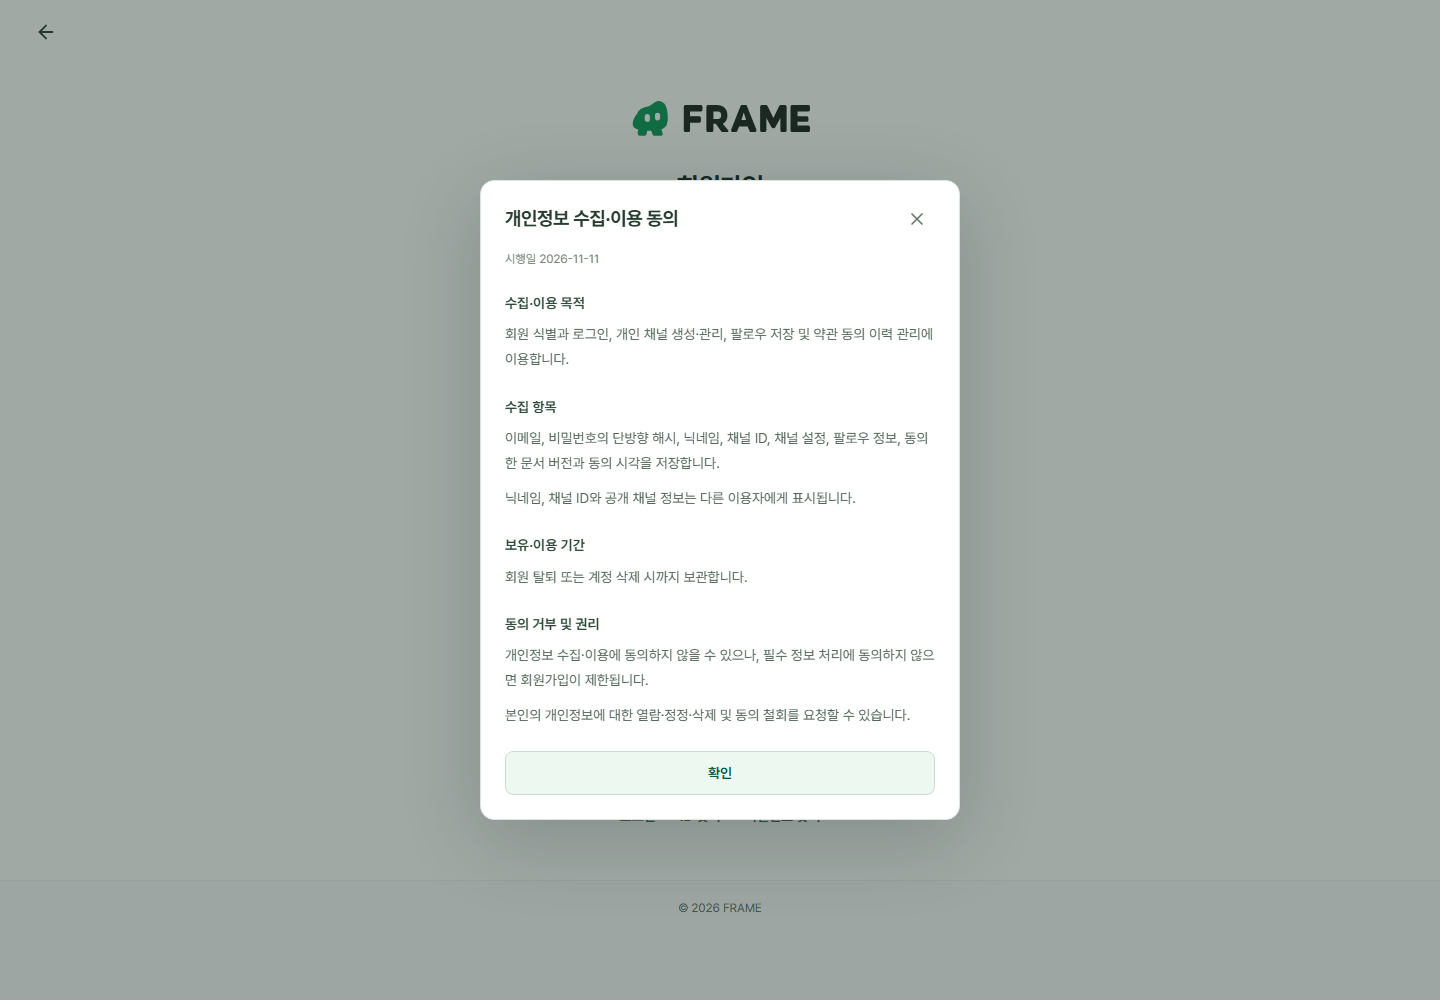 FRAME
개인정보 수집·이용 동의
시행일 2026-11-11
수집·이용 목적
회원 식별과 로그인, 개인 채널 생성·관리, 팔로우 저장 및 약관 동의 이력 관리에
이용합니다.
수집 항목
이메일, 비밀번호의 단방향 해시, 닉네임, 채널 ID, 채널 설정, 팔로우 정보, 동의
한 문서 버전과 동의 시각을 저장합니다.
닉네임, 채널 ID와 공개 채널 정보는 다른 이용자에게 표시됩니다.
보유·이용 기간
회원 탈퇴 또는 계정 삭제 시까지 보관합니다.
동의 거부 및 권리
개인정보 수집·이용에 동의하지 않을 수 있으나, 필수 정보 처리에 동의하지 않으
면 회원가입이 제한됩니다.
본인의 개인정보에 대한 열람·정정·삭제 및 동의 철회를 요청할 수 있습니다.
확인
© 2026 FRAME